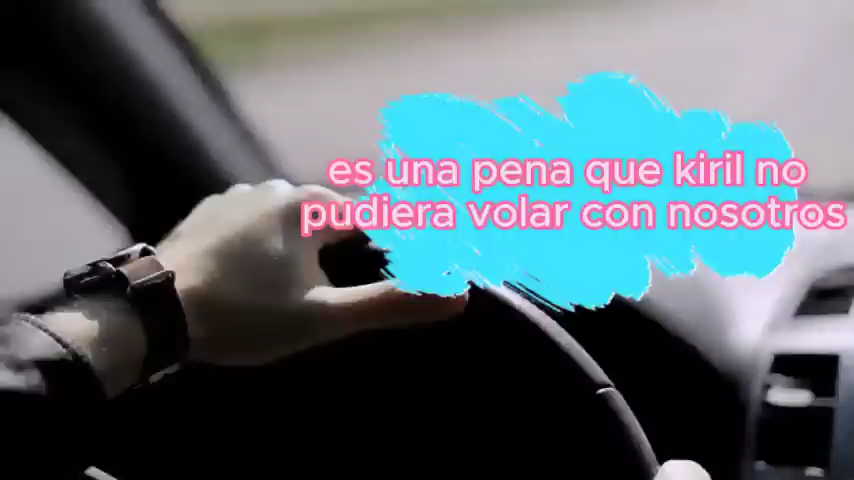 es una pena que kiril no
pudiera volar con nosotros